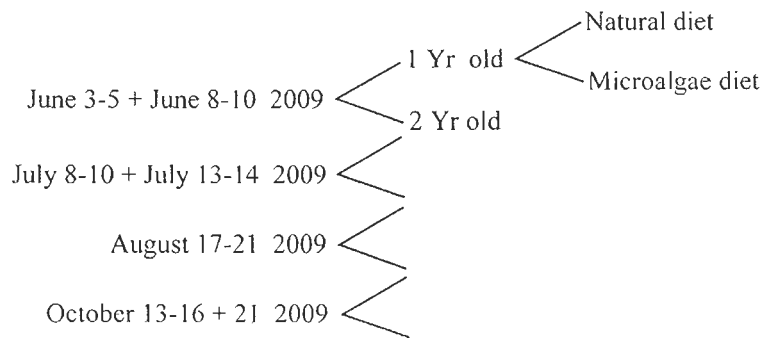 Natural diet
1 Yr old
Microalgae diet
June 3-5 + June 8-10 2009
2 Yr old
July 8-10 + July 13-14 2009
August 17-21 2009
October 13-16 + 21 2009